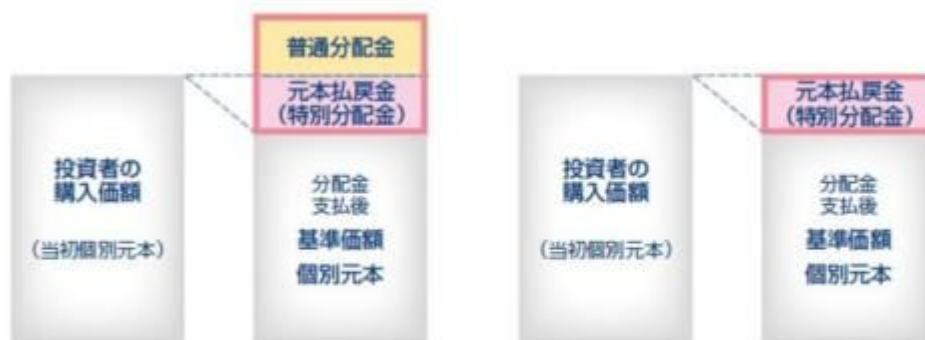 普通分配金
元本払戻金
(特別分配金)
投資者の
購入価額
(当初個別元本)
分配金
支払後
基準価額
個別元本
元本払戻金
(特別分配金)
投資者の
購入価額
(当初個別元本)
分配金
支払後
基準価額
個別元本